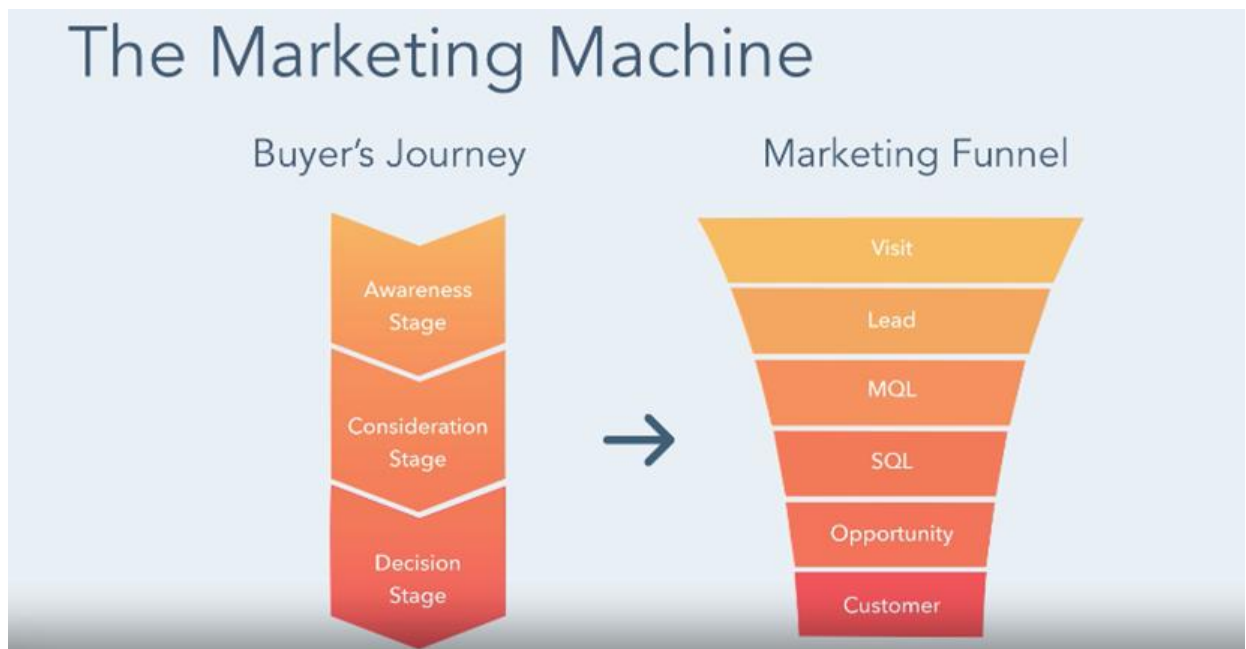 The Marketing Machine
Buyer's Journey
Awareness
Stage
Consideration
Stage
Decision
Stage
Marketing Funnel
Visit
Lead
MQL
SQL
Opportunity
Customer